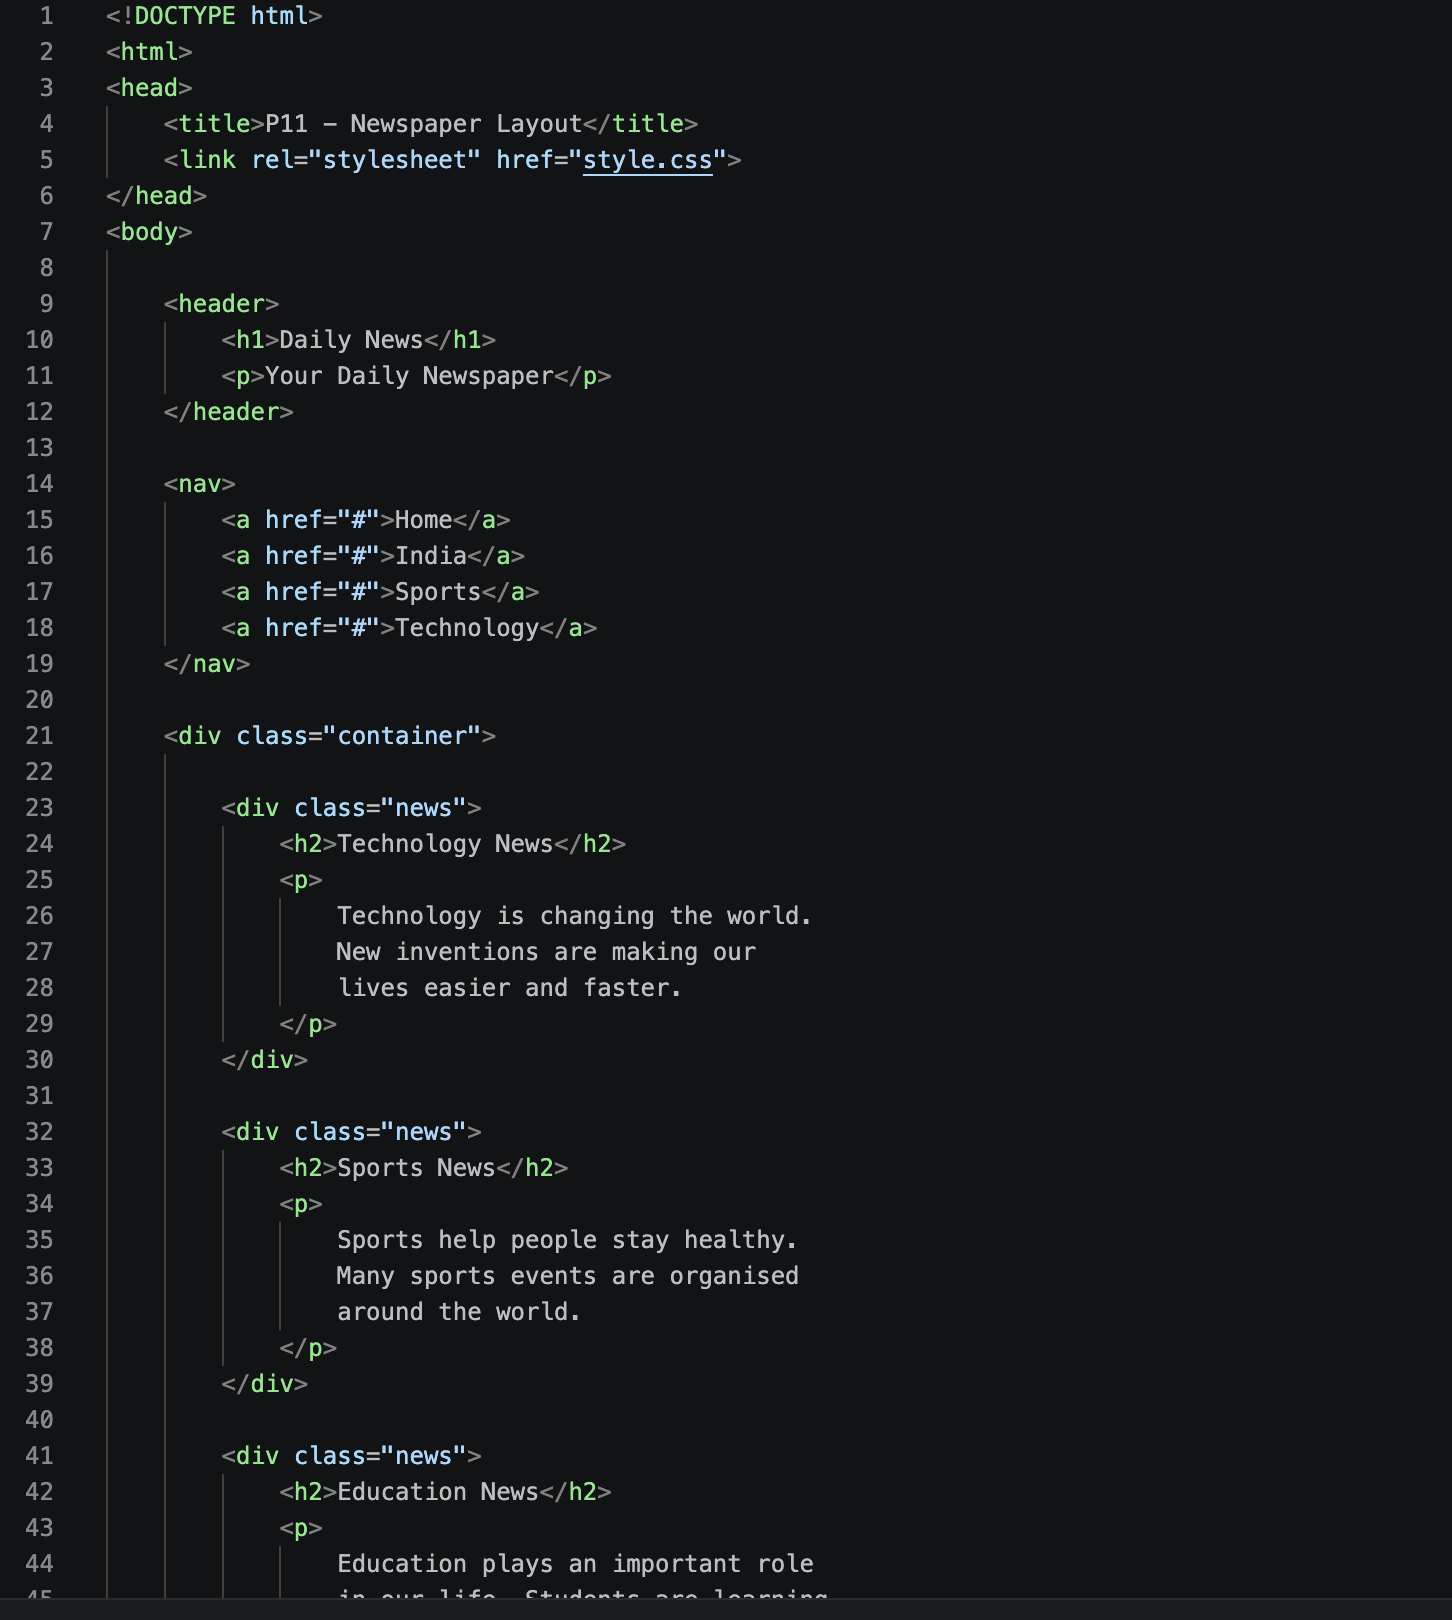 1 <!DOCTYPE html>
2 <html>
3 <head>
4 <title>P11 – Newspaper Layout</title>
5 <link rel="stylesheet" href="style.css">
6 </head>
7 <body>
8
9 <header>
10 <h1>Daily News</h1>
11 <p>Your Daily Newspaper</p>
12 </header>
13
14 <nav>
15 <a href="#">Home</a>
16 <a href="#">India</a>
17 <a href="#">Sports</a>
18 <a href="#">Technology</a>
19 </nav>
20
21 <div class="container">
22
23 <div class="news">
24 <h2>Technology News</h2>
25 <p>
26 Technology is changing the world.
27 New inventions are making our
28 lives easier and faster.
29 </p>
30 </div>
31
32 <div class="news">
33 <h2>Sports News</h2>
34 <p>
35 Sports help people stay healthy.
36 Many sports events are organised
37 around the world.
38 </p>
39 </div>
40
41 <div class="news">
42 <h2>Education News</h2>
43 <p>
44 Education plays an important role
45 in our life. Students are learning